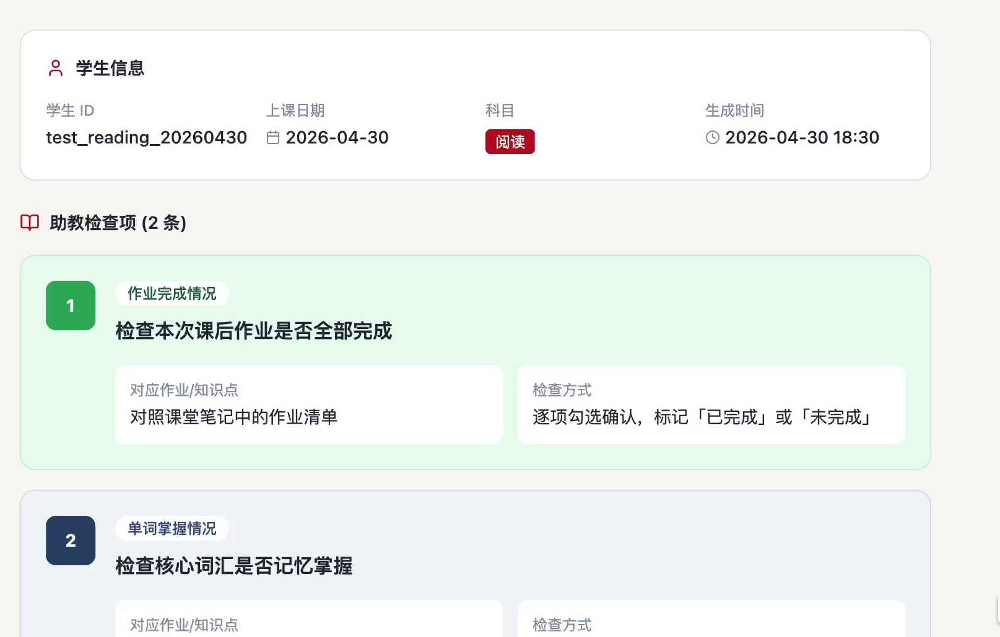 学生信息
学生 ID
test_reading_20260430
上课日期
2026-04-30
科目
阅读
生成时间
2026-04-30 18:30
助教检查项 (2 条)
1
作业完成情况
检查本次课后作业是否全部完成
对应作业/知识点
对照课堂笔记中的作业清单
检查方式
逐项勾选确认，标记「已完成」或「未完成」
2
单词掌握情况
检查核心词汇是否记忆掌握
对应作业/知识点
检查方式